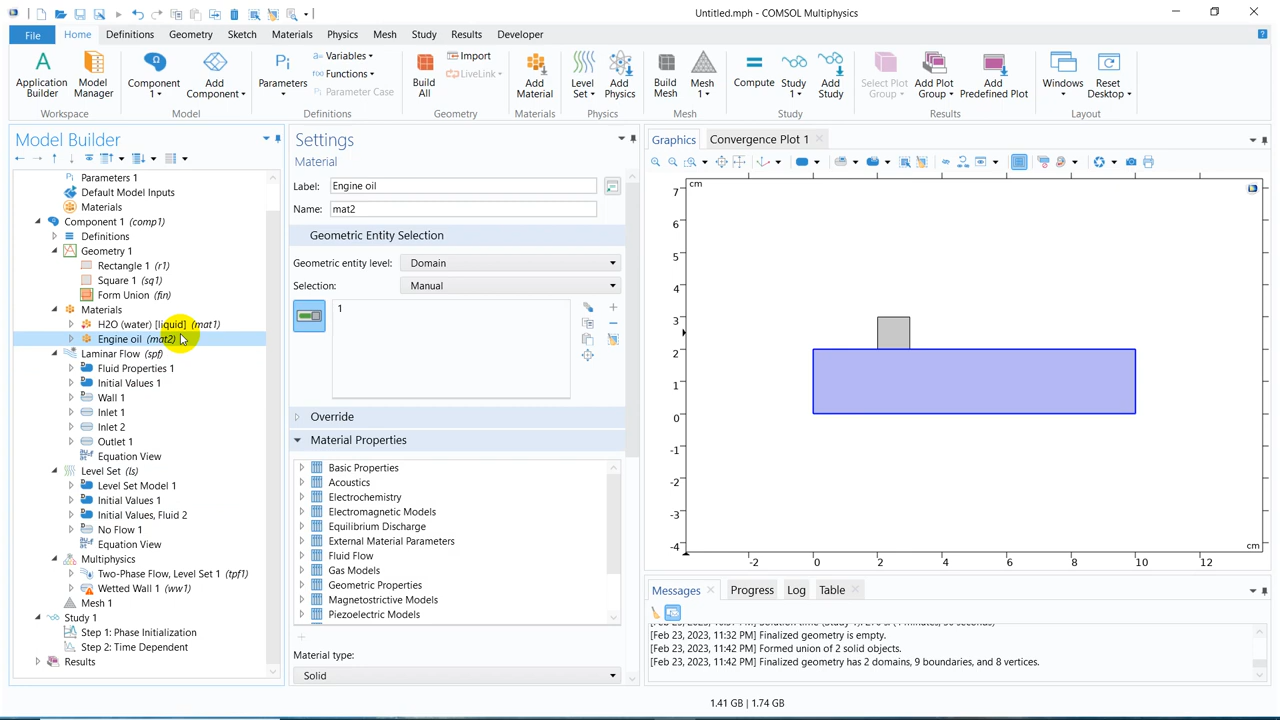 Untitled.mph - COMSOL Multiphysics
File Home Definitions Geometry Sketch Materials Physics Mesh Study Results Developer
Application Builder
Model Manager
Workspace
Component 1
Add Component
Model
Parameters
Variables
Functions
Parameter Case
Definitions
Build All
Import
LiveLink
Geometry
Add Material
Materials
Level Set
Add Physics
Physics
Build Mesh
Mesh 1
Mesh
Compute
Study 1
Add Study
Study
Select Plot Group
Add Plot Group
Add Predefined Plot
Results
Windows
Reset Desktop
Layout
Model Builder
Parameters 1
Default Model Inputs
Materials
Component 1 (comp1)
Definitions
Geometry 1
Rectangle 1 (r1)
Square 1 (sq1)
Form Union (fin)
Materials
H2O (water) [liquid] (mat1)
Engine oil (mat2)
Laminar Flow (spf)
Fluid Properties 1
Initial Values 1
Wall 1
Inlet 1
Inlet 2
Outlet 1
Equation View
Level Set (ls)
Level Set Model 1
Initial Values 1
Initial Values, Fluid 2
No Flow 1
Equation View
Multiphysics
Two-Phase Flow, Level Set 1 (tpf1)
Wetted Wall 1 (ww1)
Mesh 1
Study 1
Step 1: Phase Initialization
Step 2: Time Dependent
Results
Settings
Material
Label: Engine oil
Name: mat2
Geometric Entity Selection
Geometric entity level: Domain
Selection: Manual
1
Override
Material Properties
Basic Properties
Acoustics
Electrochemistry
Electromagnetic Models
Equilibrium Discharge
External Material Parameters
Fluid Flow
Gas Models
Geometric Properties
Magnetostrictive Models
Piezoelectric Models
Material type:
Solid
Graphics Convergence Plot 1
cm
7
6
5
4
3
2
1
0
-1
-2
-3
-4
cm
-2 0 2 4 6 8 10 12
Messages Progress Log Table
[Feb 23, 2023, 11:32 PM] Finalized geometry is empty.
[Feb 23, 2023, 11:42 PM] Formed union of 2 solid objects.
[Feb 23, 2023, 11:42 PM] Finalized geometry has 2 domains, 9 boundaries, and 8 vertices.
1.41 GB | 1.74 GB